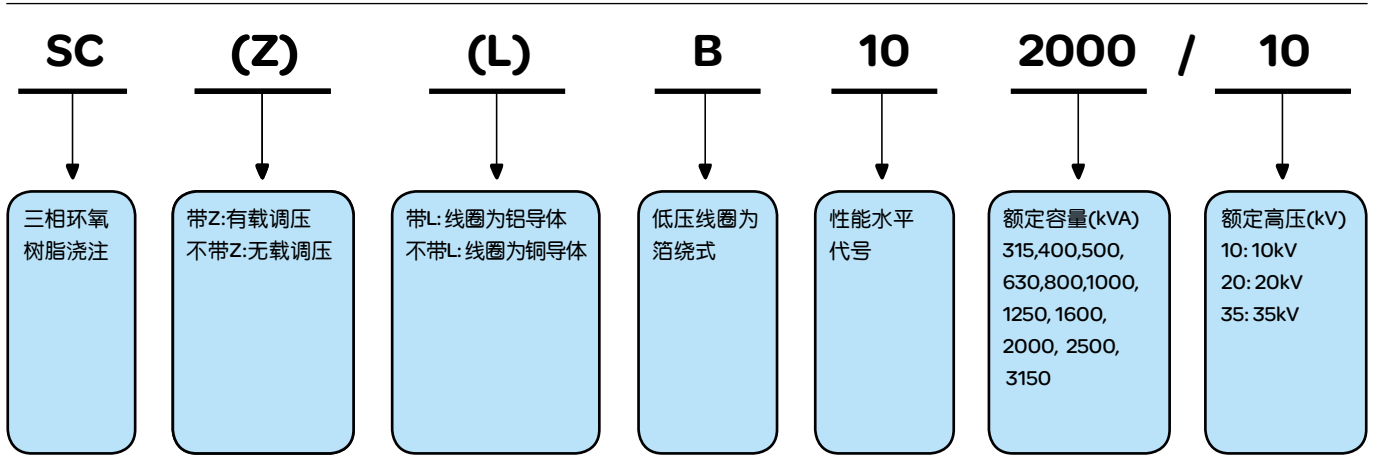 SC (Z) (L) B 10 2000 / 10
三相环氧
树脂浇注
带Z:有载调压
不带Z:无载调压
带L:线圈为铝导体
不带L:线圈为铜导体
低压线圈为
箔绕式
性能水平
代号
额定容量(kVA)
315,400,500,
630,800,1000,
1250, 1600,
2000, 2500,
3150
额定高压(kV)
10: 10kV
20: 20kV
35: 35kV